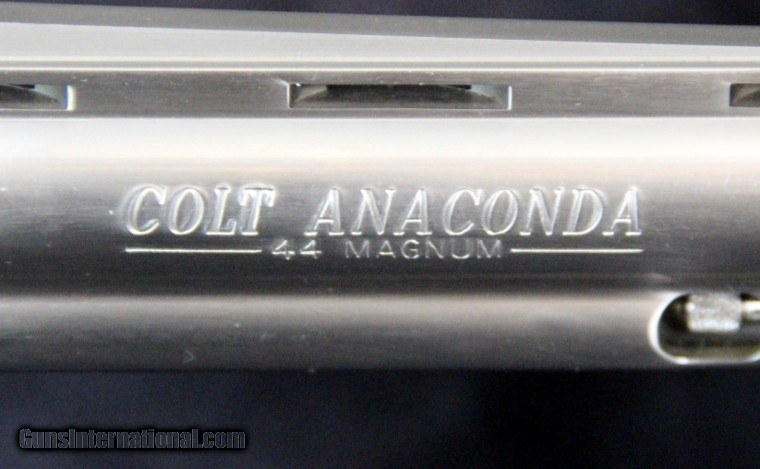 COLT ANACONDA
44 MAGNUM
GunsInternational.com